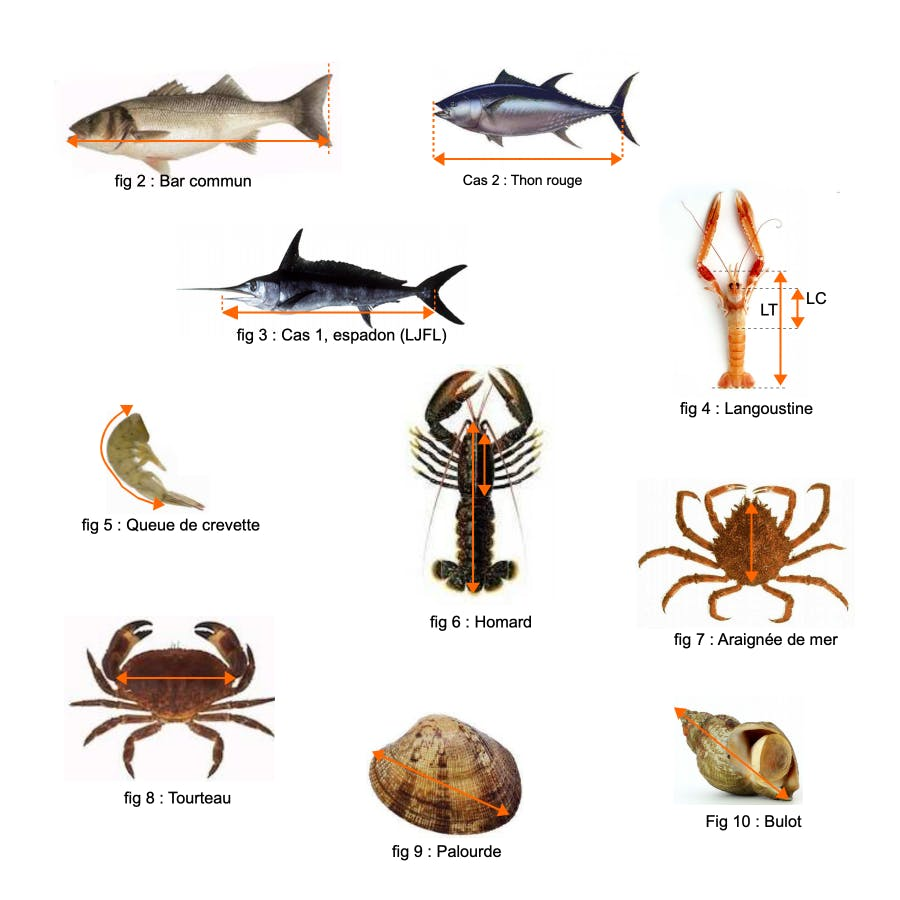 fig 2 : Bar commun
Cas 2 : Thon rouge
fig 3 : Cas 1, espadon (LJFL)
LT
LC
fig 4 : Langoustine
fig 5 : Queue de crevette
fig 6 : Homard
fig 7 : Araignée de mer
fig 8 : Tourteau
fig 9 : Palourde
Fig 10 : Bulot